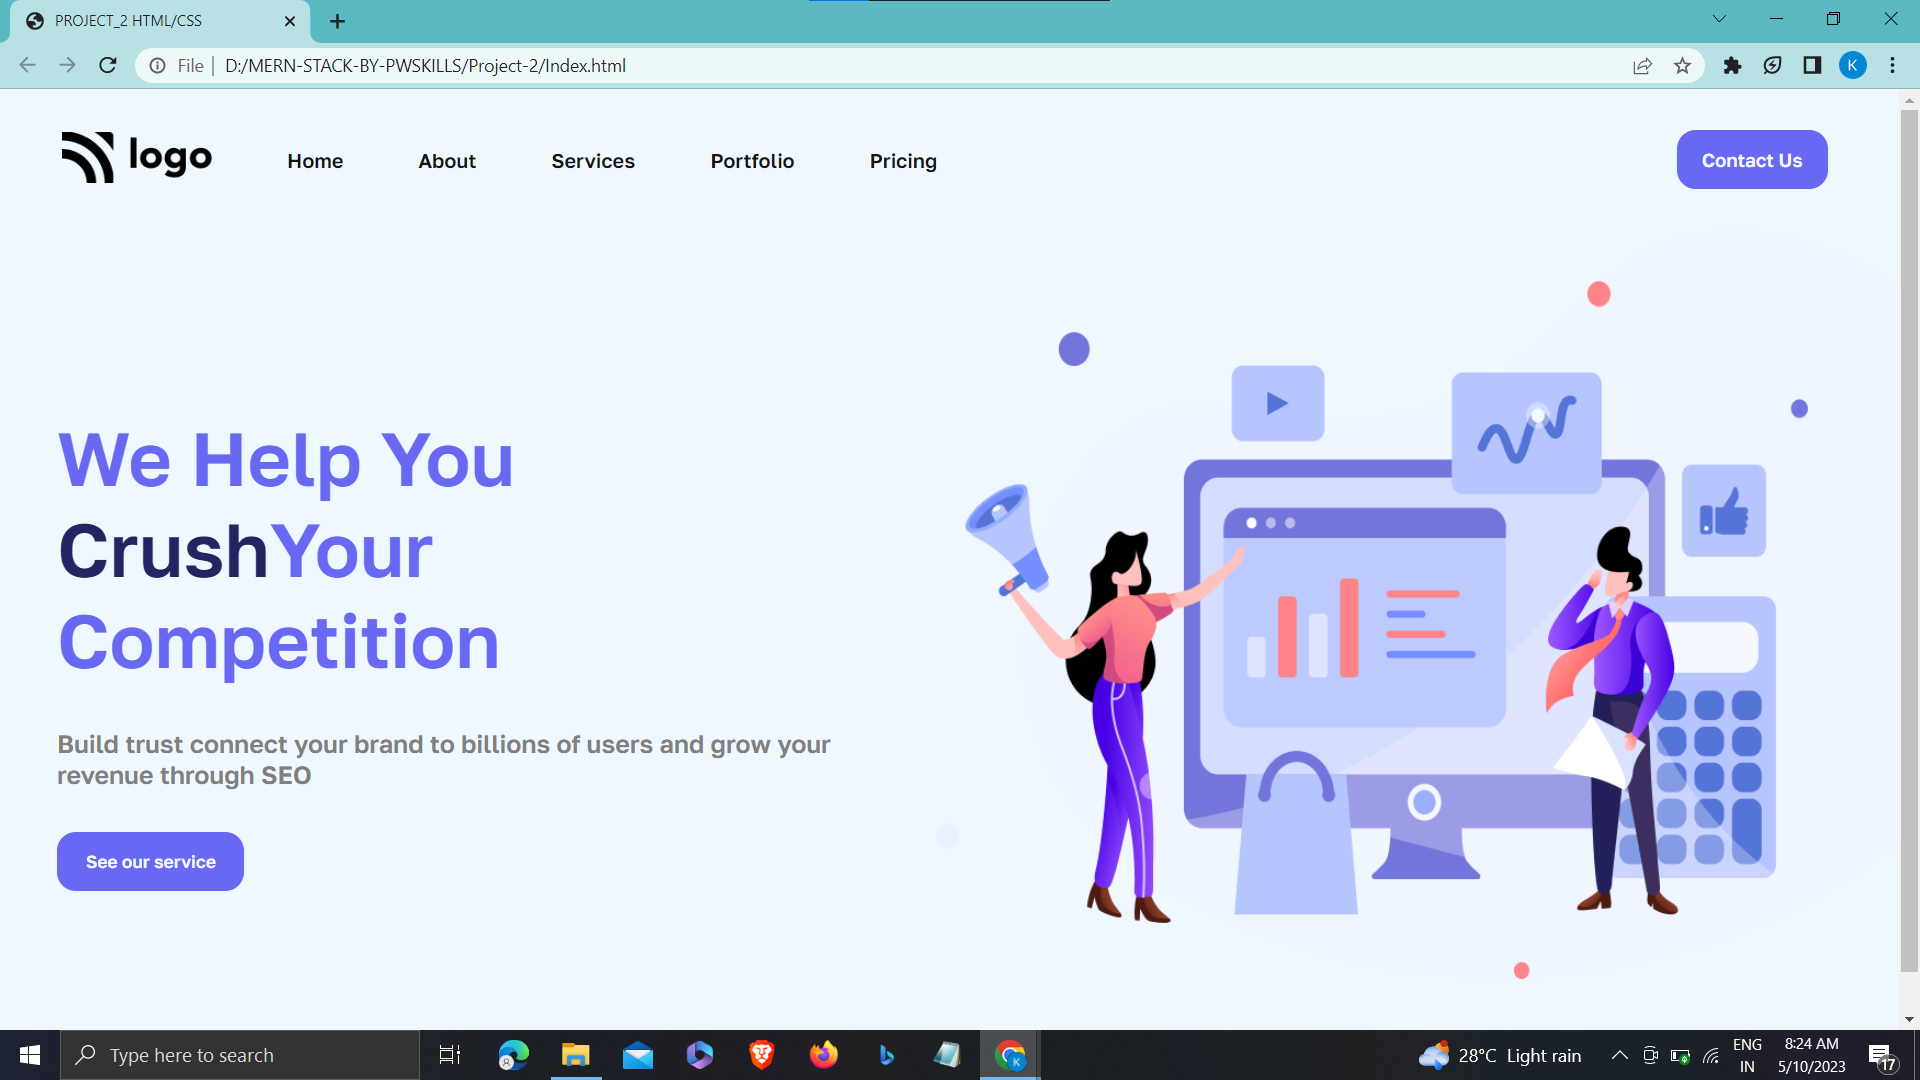 PROJECT_2 HTML/CSS
File | D:/MERN-STACK-BY-PWSKILLS/Project-2/Index.html
K
logo Home About Services Portfolio Pricing Contact Us
We Help You
CrushYour
Competition
Build trust connect your brand to billions of users and grow your
revenue through SEO
See our service
Type here to search
28°C Light rain
ENG
IN
8:24 AM
5/10/2023
17